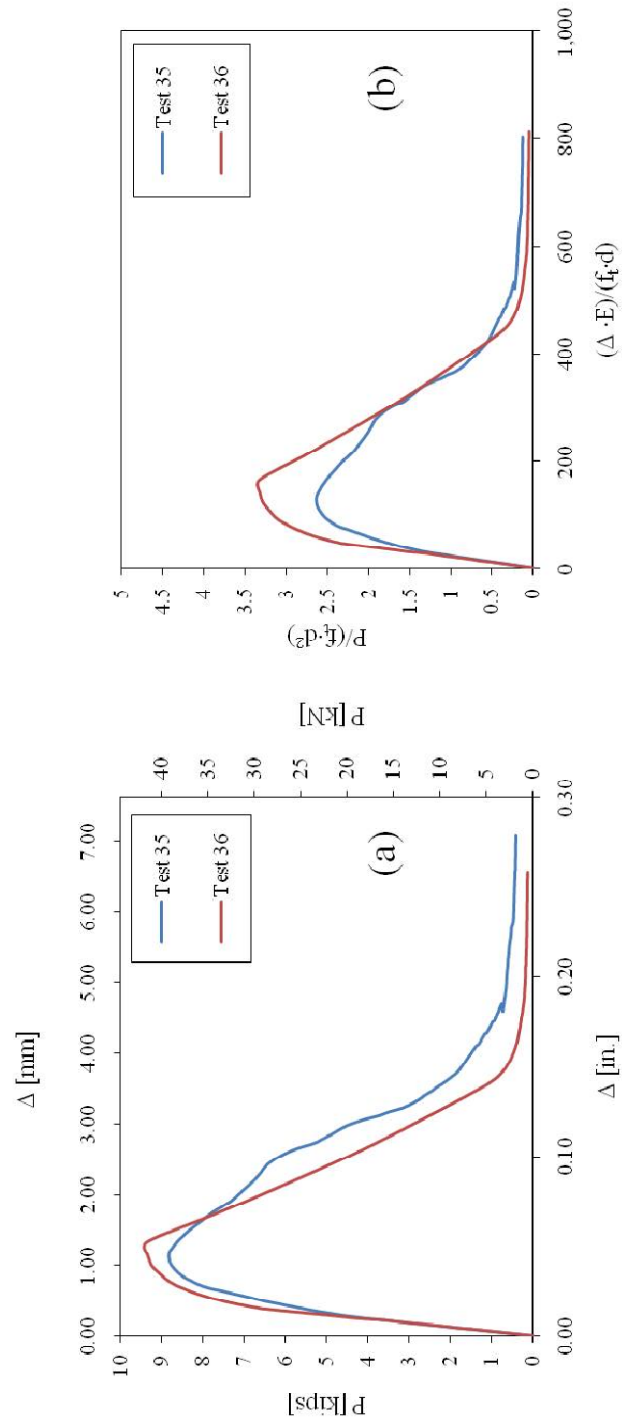 Δ [mm]
0.00 1.00 2.00 3.00 4.00 5.00 6.00 7.00
P[kips]
10
9
8
7
6
5
4
3
2
1
0
P[kN]
40
35
30
25
20
15
10
5
0
Test 35
Test 36
(a)
0.00 0.10 0.20 0.30
Δ [in.]
P/(fₜ·d²)
5
4.5
4
3.5
3
2.5
2
1.5
1
0.5
0
Test 35
Test 36
(b)
0 200 400 600 800 1,000
(Δ ·E)/(fₜ·d)